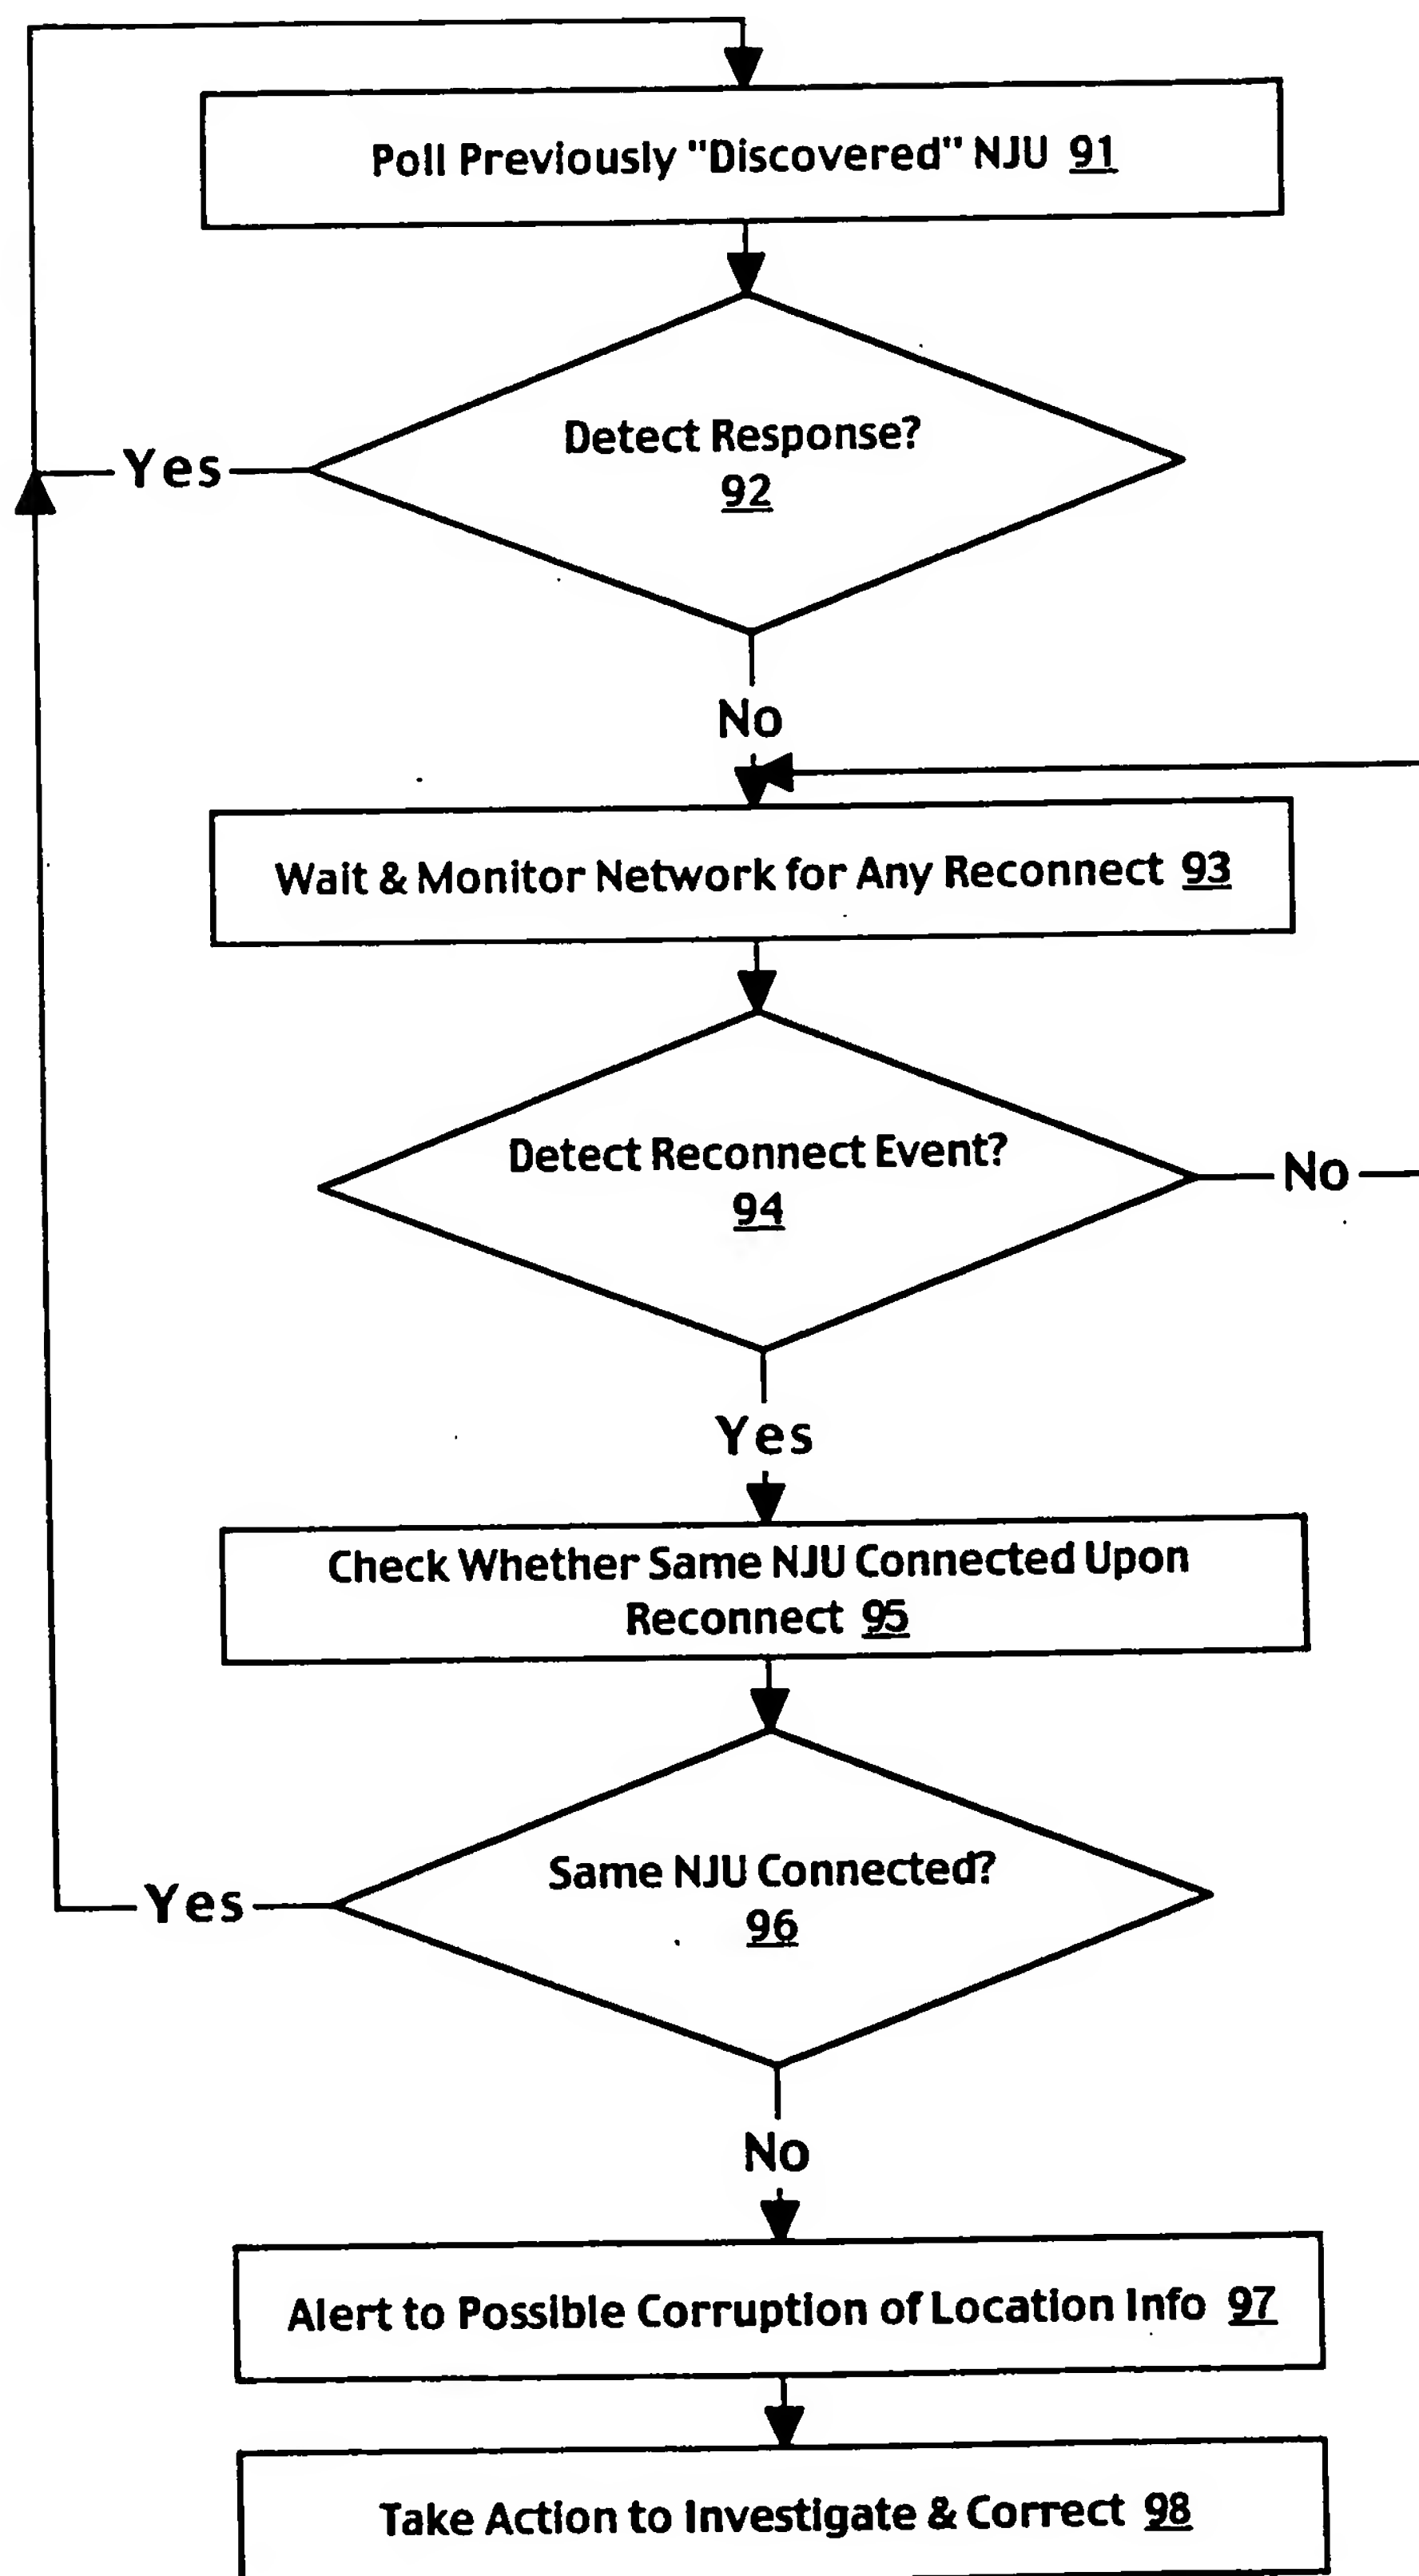 Poll Previously "Discovered" NJU 91
Detect Response?
92
Yes
No
Wait & Monitor Network for Any Reconnect 93
Detect Reconnect Event?
94
No
Yes
Check Whether Same NJU Connected Upon
Reconnect 95
Same NJU Connected?
96
Yes
No
Alert to Possible Corruption of Location Info 97
Take Action to Investigate & Correct 98